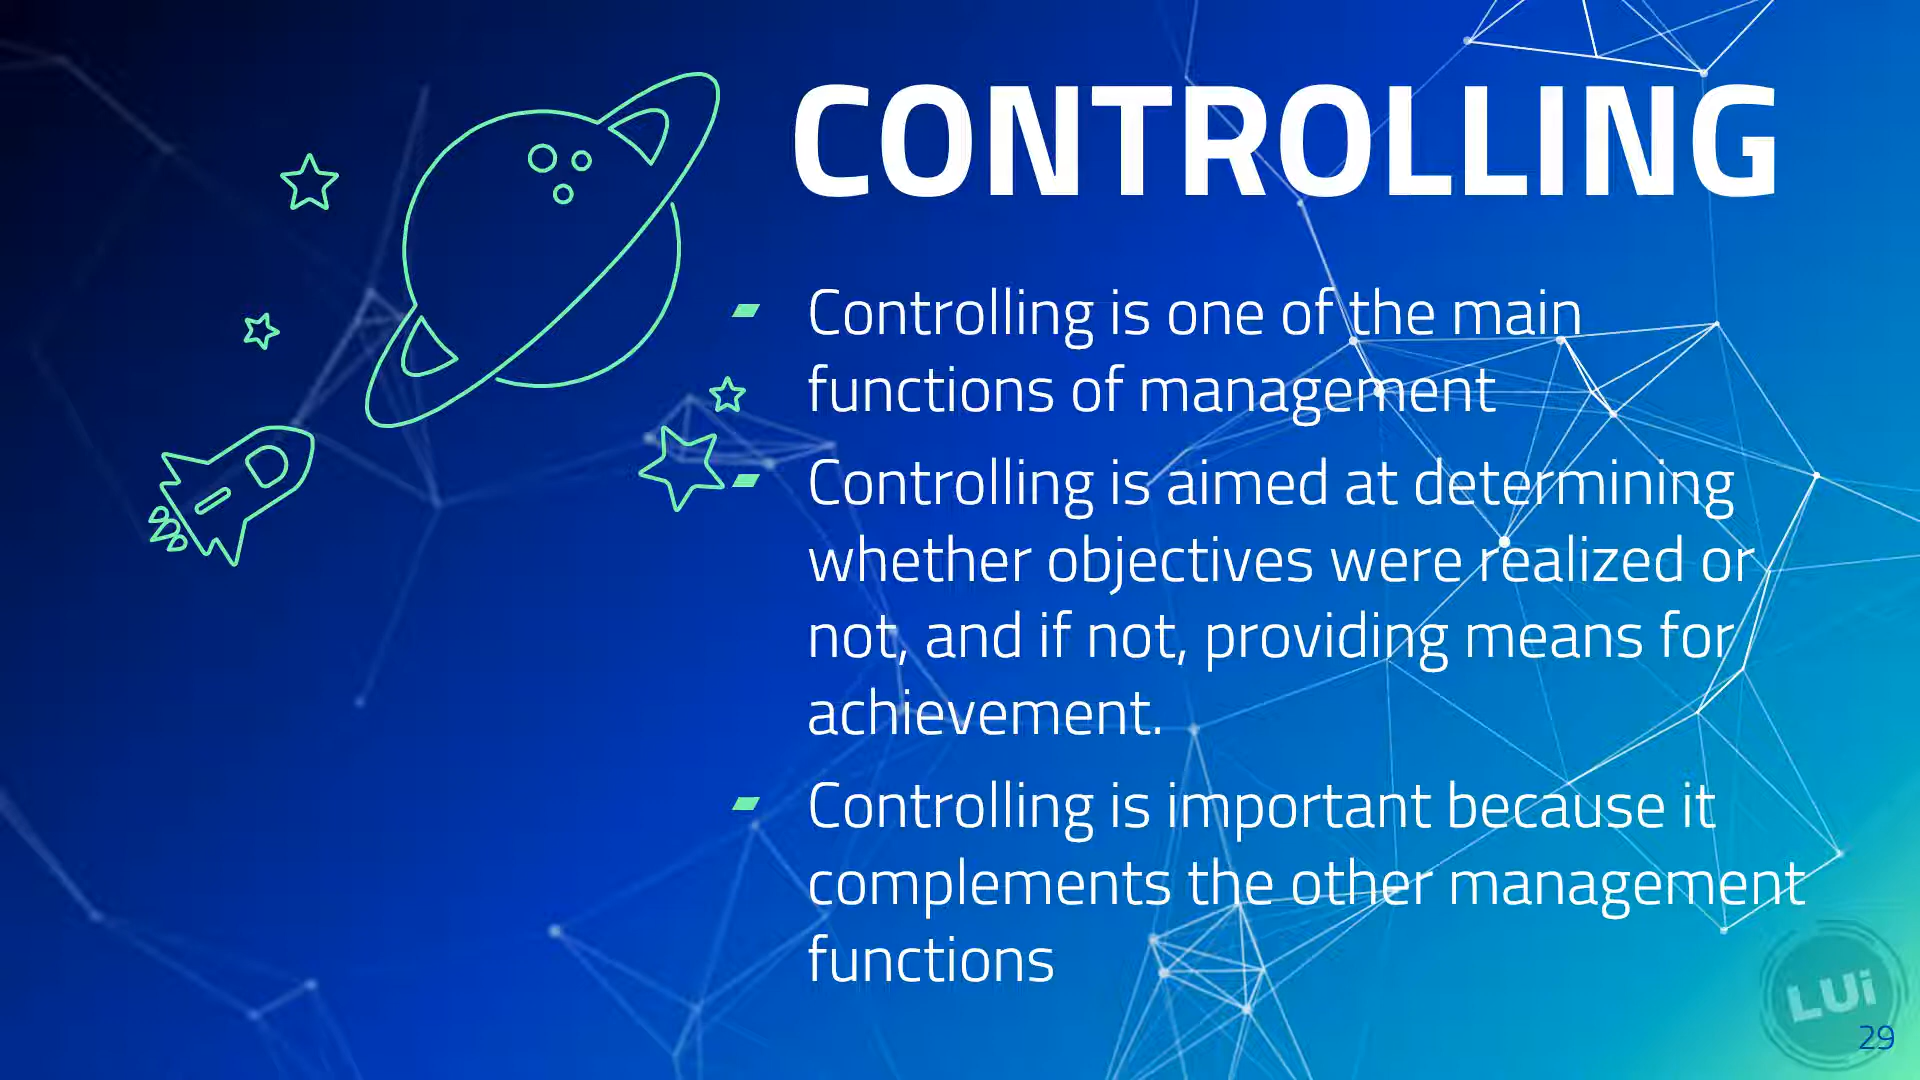 CONTROLLING
Controlling is one of the main
functions of management
Controlling is aimed at determining
whether objectives were realized or
not, and if not, providing means for
achievement.
Controlling is important because it
complements the other management
functions
LUi
29